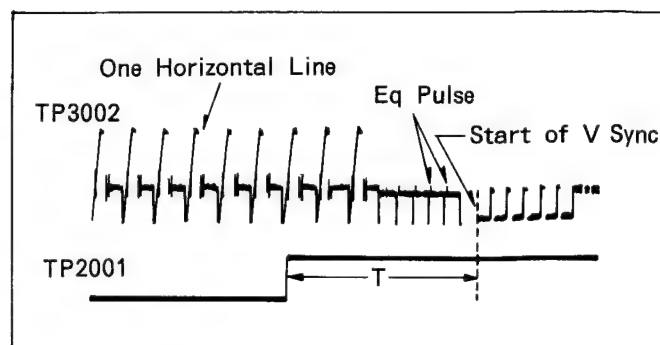 One Horizontal Line
Eq Pulse
TP3002
Start of V Sync
TP2001
T